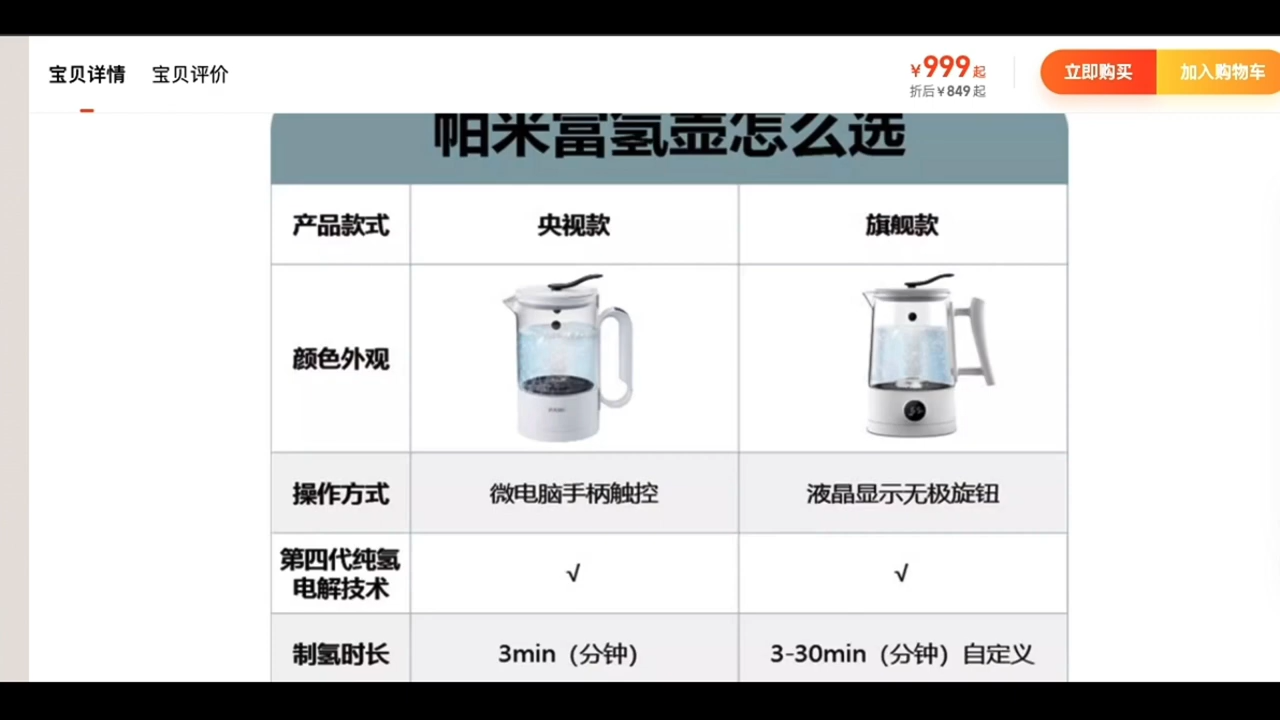 宝贝详情 宝贝评价
¥999起
折后¥849起
立即购买 加入购物车
帕米富氢壶怎么选
产品款式 央视款 旗舰款
颜色外观
操作方式 微电脑手柄触控 液晶显示无极旋钮
第四代纯氢
电解技术 √ √
制氢时长 3min（分钟） 3-30min（分钟）自定义